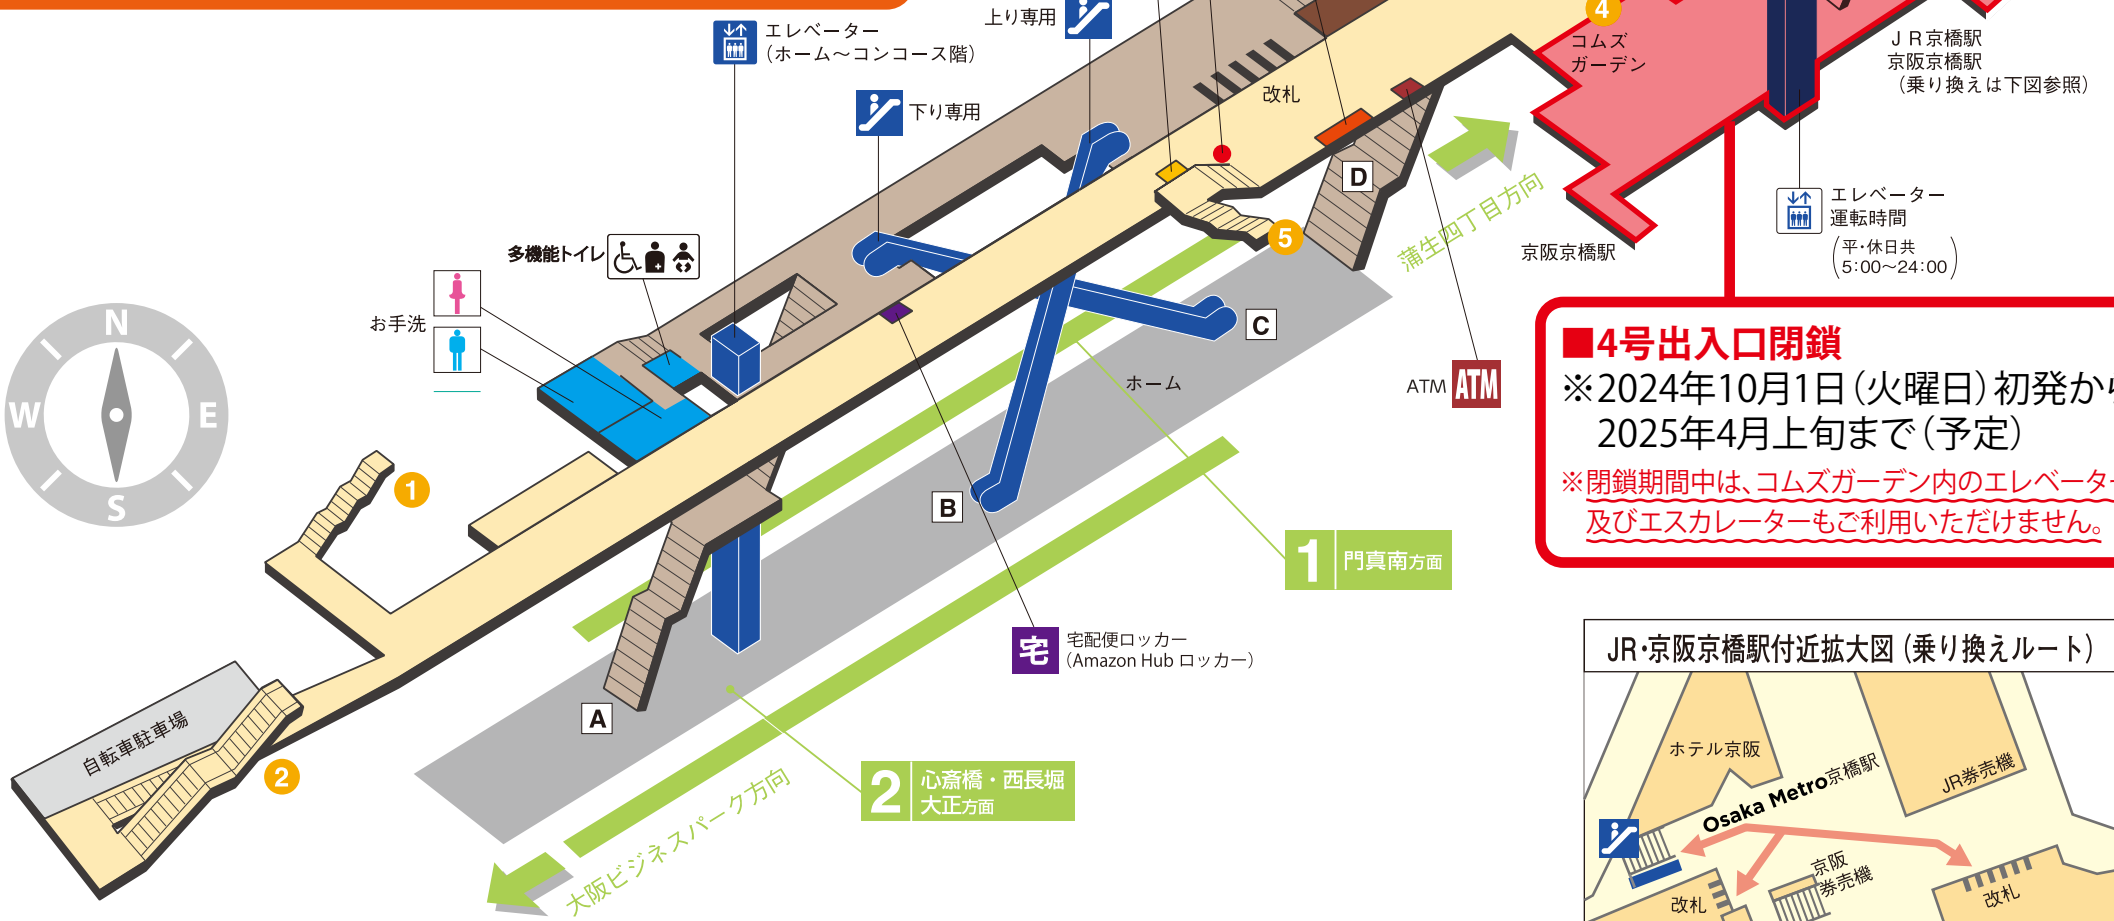 エレベーター
（ホーム～コンコース階）
上り専用
下り専用
改札
4
コムズ
ガーデン
ＪＲ京橋駅
京阪京橋駅
（乗り換えは下図参照）
エレベーター
運転時間
（平・休日共
5:00～24:00）
京阪京橋駅
D
蒲生四丁目方向
5
多機能トイレ
お手洗
N
W
E
S
C
ホーム
ATM ATM
B
1
2
自転車駐車場
A
1 門真南方面
宅 宅配便ロッカー
（Amazon Hub ロッカー）
2 心斎橋・西長堀
大正方面
大阪ビジネスパーク方向
■4号出入口閉鎖
※2024年10月1日（火曜日）初発から
2025年4月上旬まで（予定）
※閉鎖期間中は、コムズガーデン内のエレベーター
及びエスカレーターもご利用いただけません。
JR・京阪京橋駅付近拡大図（乗り換えルート）
ホテル京阪
Osaka Metro京橋駅
JR券売機
京阪
券売機
改札
改札